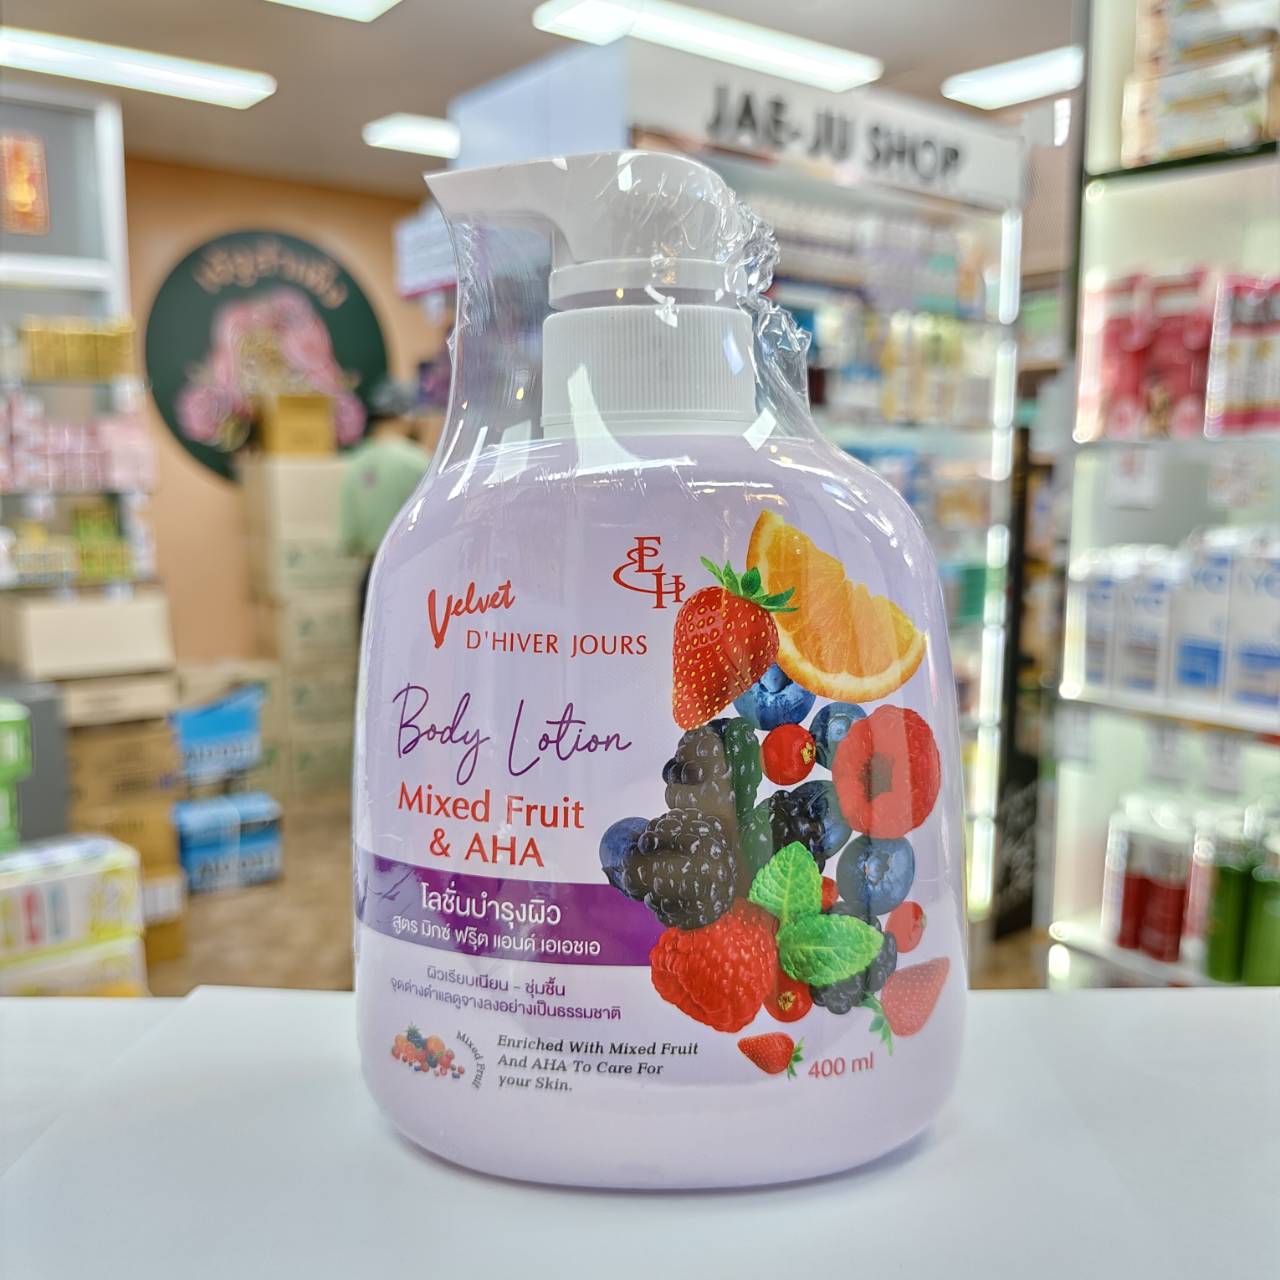 JAE-JU SHOP
EH
Velvet
D'HIVER JOURS
Body Lotion
Mixed Fruit
& AHA
โลชั่นบำรุงผิว
สูตร มิกซ์ ฟรุ๊ต แอนด์ เอเอชเอ
ผิวเรียบเนียน - ชุ่มชื้น
จุดด่างดำแลดูจางลงอย่างเป็นธรรมชาติ
Mixed Fruit
Enriched With Mixed Fruit
And AHA To Care For
your Skin.
400 ml